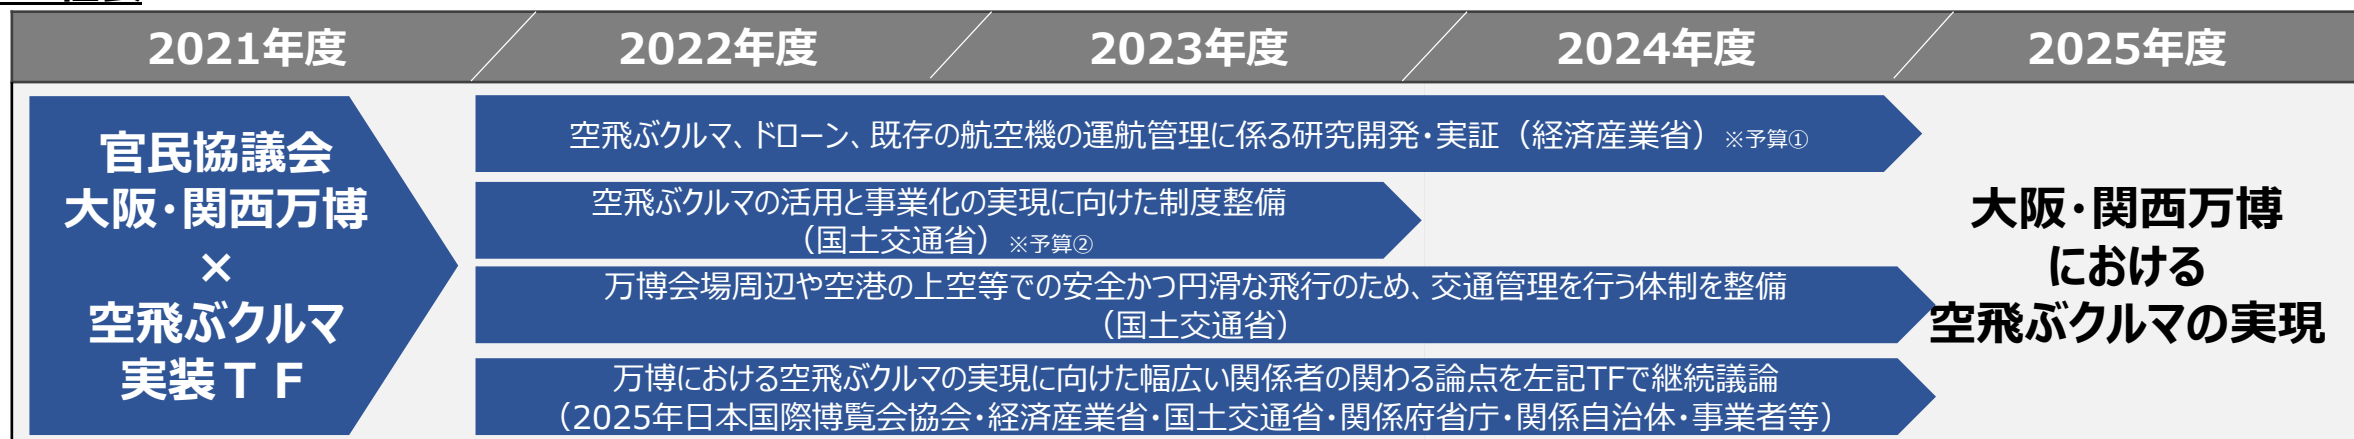 2021年度
2022年度
2023年度
2024年度
2025年度
官民協議会
大阪・関西万博
×
空飛ぶクルマ
実装ＴＦ
空飛ぶクルマ、ドローン、既存の航空機の運航管理に係る研究開発・実証（経済産業省）※予算①
空飛ぶクルマの活用と事業化の実現に向けた制度整備
（国土交通省）※予算②
万博会場周辺や空港の上空等での安全かつ円滑な飛行のため、交通管理を行う体制を整備
（国土交通省）
万博における空飛ぶクルマの実現に向けた幅広い関係者の関わる論点を左記TFで継続議論
（2025年日本国際博覧会協会・経済産業省・国土交通省・関係府省庁・関係自治体・事業者等）
大阪・関西万博
における
空飛ぶクルマの実現